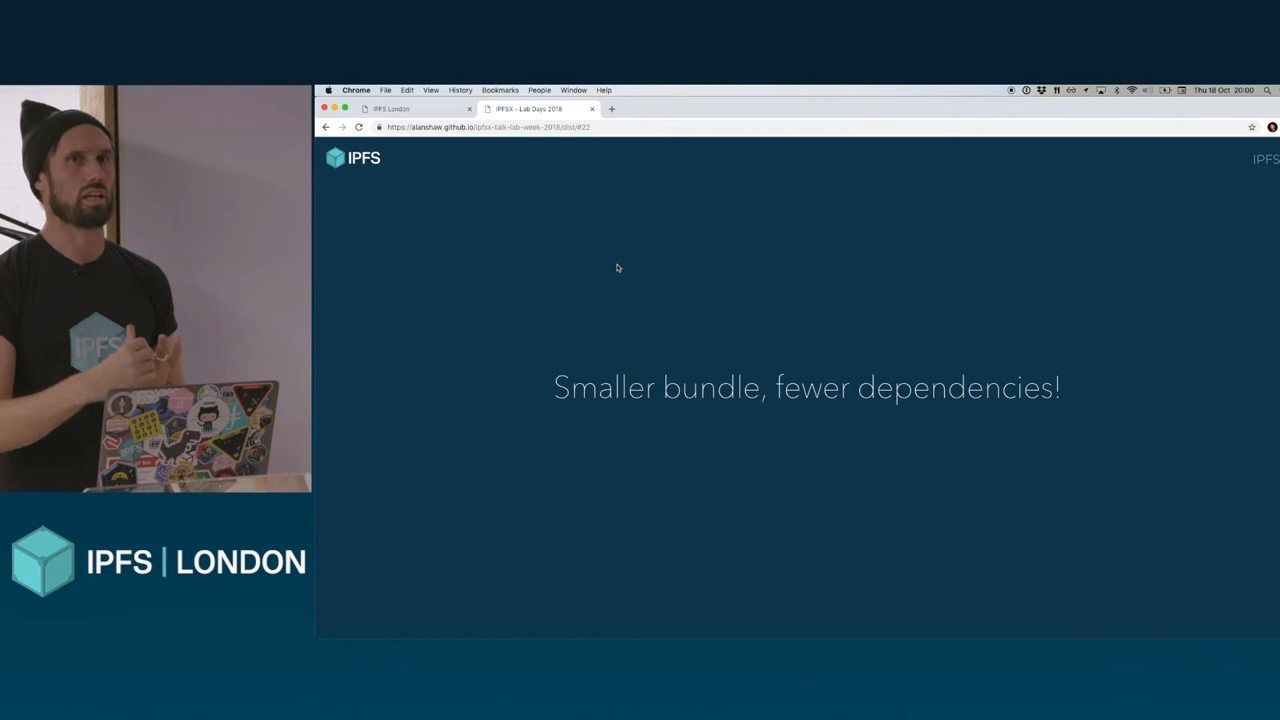 Chrome File Edit View History Bookmarks People Window Help
Thu 18 Oct 20:00
IPFS London
IPFSX - Lab Days 2018
https://alanshaw.github.io/ipfsx-talk-lab-week-2018/dist/#22
IPFS
IPFS
Smaller bundle, fewer dependencies!
IPFS
IPFS | LONDON